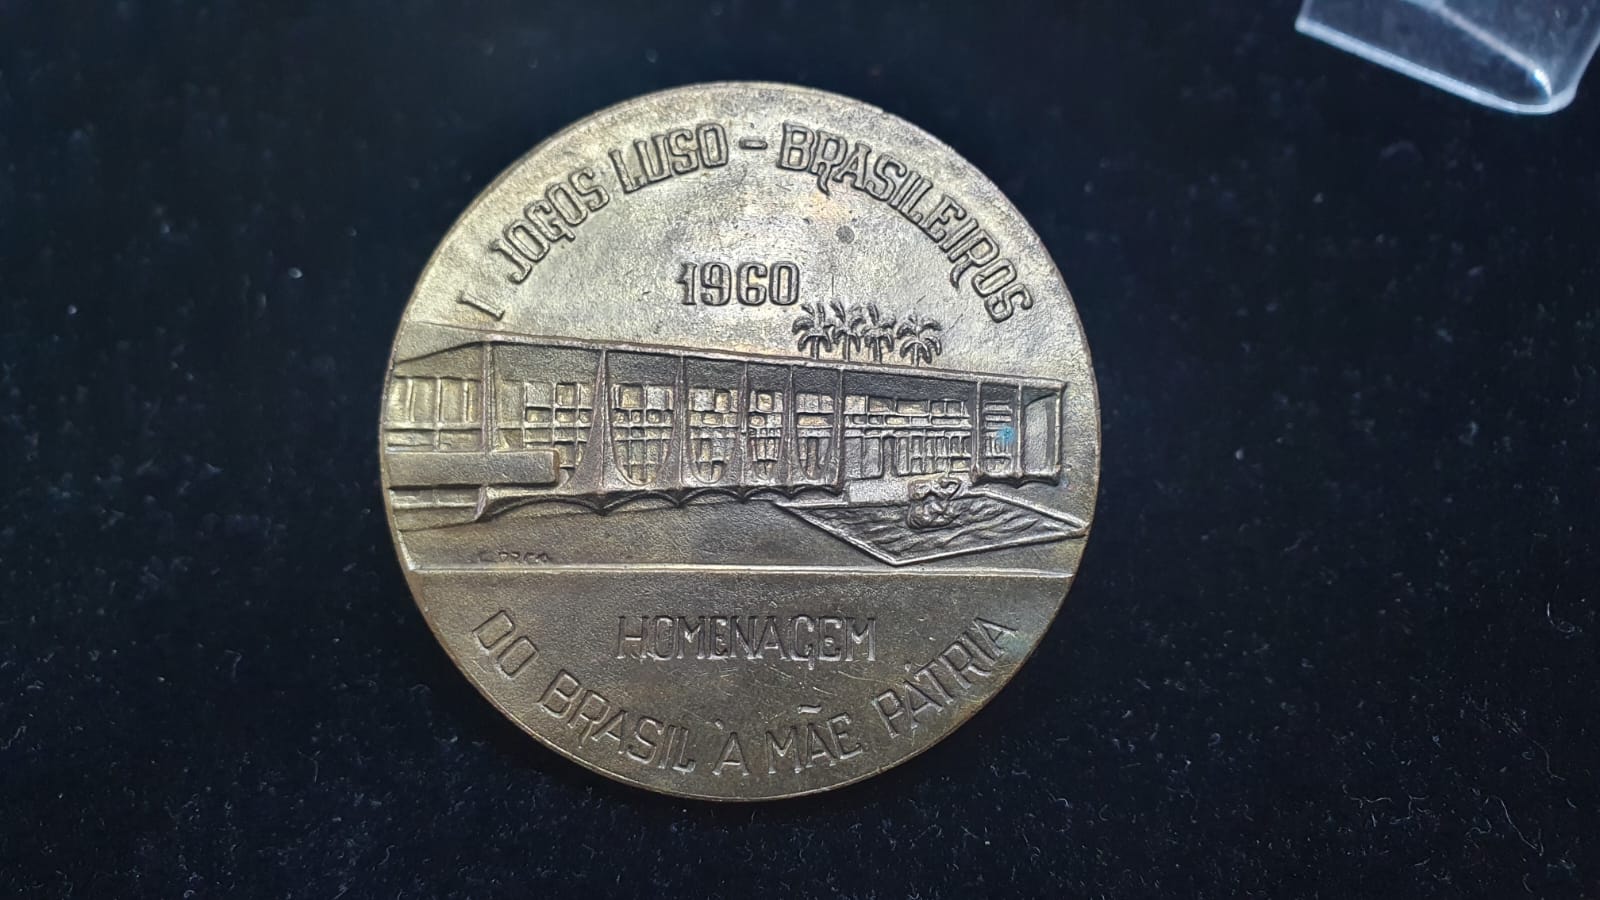 I JOGOS LUSO - BRASILEIROS
1960
HOMENAGEM
DO BRASIL À MÃE PÁTRIA